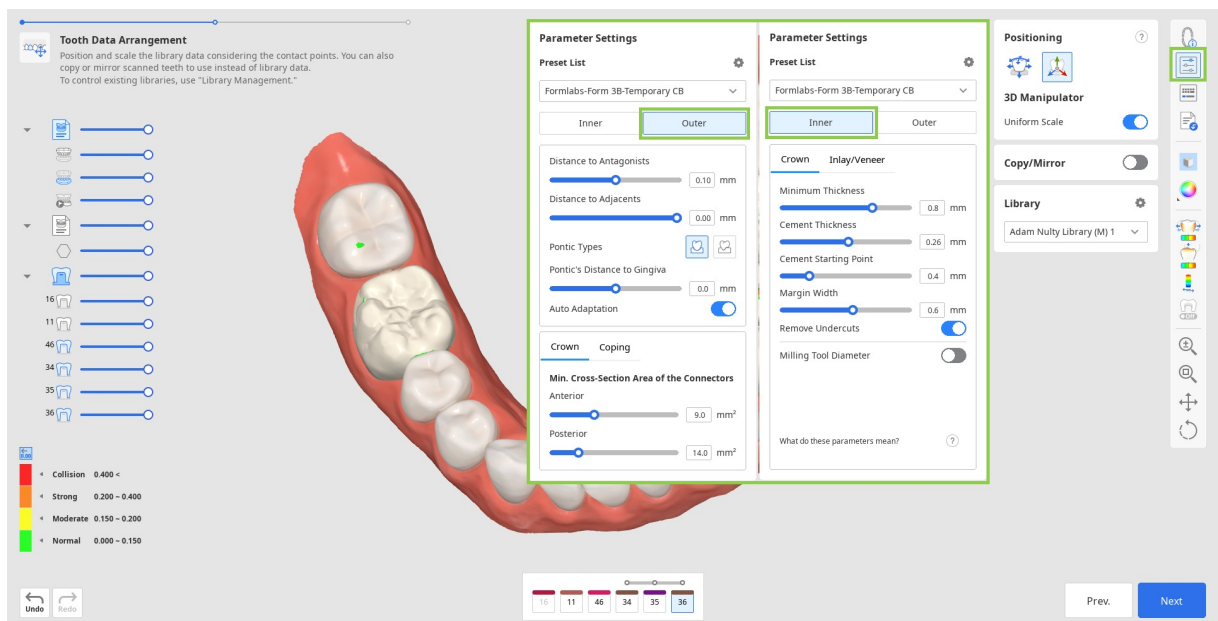 Tooth Data Arrangement
Position and scale the library data considering the contact points. You can also
copy or mirror scanned teeth to use instead of library data.
To control existing libraries, use "Library Management."
16
11
46
34
35
36
0.00
Collision 0.400 <
Strong 0.200 ~ 0.400
Moderate 0.150 ~ 0.200
Normal 0.000 ~ 0.150
Undo
Redo
Parameter Settings
Preset List
Formlabs-Form 3B-Temporary CB
Inner Outer
Distance to Antagonists
0.10 mm
Distance to Adjacents
0.00 mm
Pontic Types
Pontic's Distance to Gingiva
0.0 mm
Auto Adaptation
Crown Coping
Min. Cross-Section Area of the Connectors
Anterior
9.0 mm²
Posterior
14.0 mm²
Parameter Settings
Preset List
Formlabs-Form 3B-Temporary CB
Inner Outer
Crown Inlay/Veneer
Minimum Thickness
0.8 mm
Cement Thickness
0.26 mm
Cement Starting Point
0.4 mm
Margin Width
0.6 mm
Remove Undercuts
Milling Tool Diameter
What do these parameters mean? ?
Positioning ?
3D Manipulator
Uniform Scale
Copy/Mirror
Library
Adam Nulty Library (M) 1
16 11 46 34 35 36
Prev.
Next